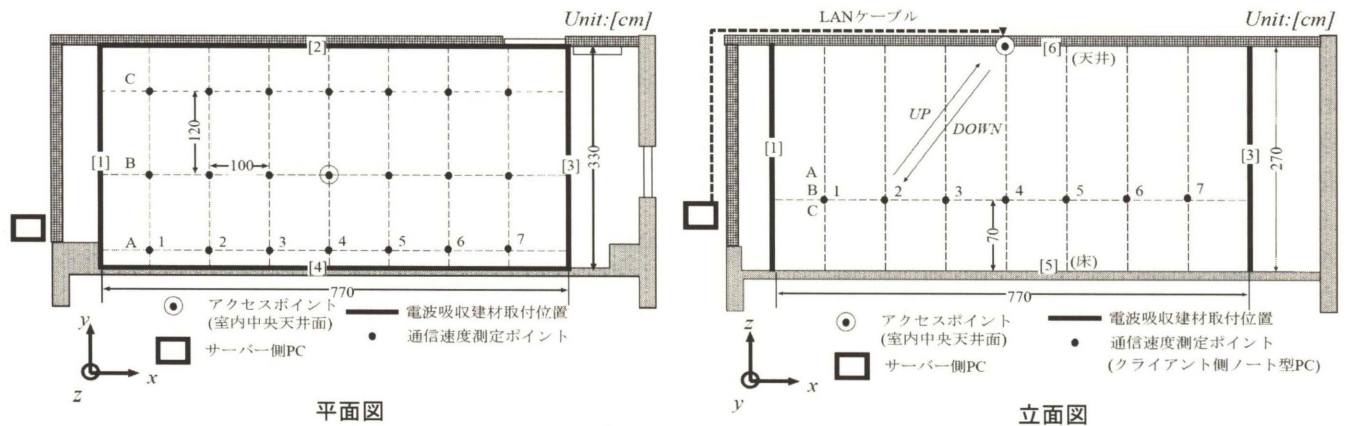 Unit:[cm]
[2]
C
120
[1]
B
100
[3]
330
A
1
2
3
4
5
6
7
[4]
770
アクセスポイント
(室内中央天井面)
電波吸収建材取付位置
通信速度測定ポイント
サーバー側PC
y
x
z
平面図
LANケーブル
Unit:[cm]
[6]
(天井)
UP
DOWN
[1]
[3]
270
A
B
C
1
2
3
4
5
6
7
70
[5]
(床)
770
アクセスポイント
(室内中央天井面)
電波吸収建材取付位置
通信速度測定ポイント
(クライアント側ノート型PC)
サーバー側PC
z
x
y
立面図